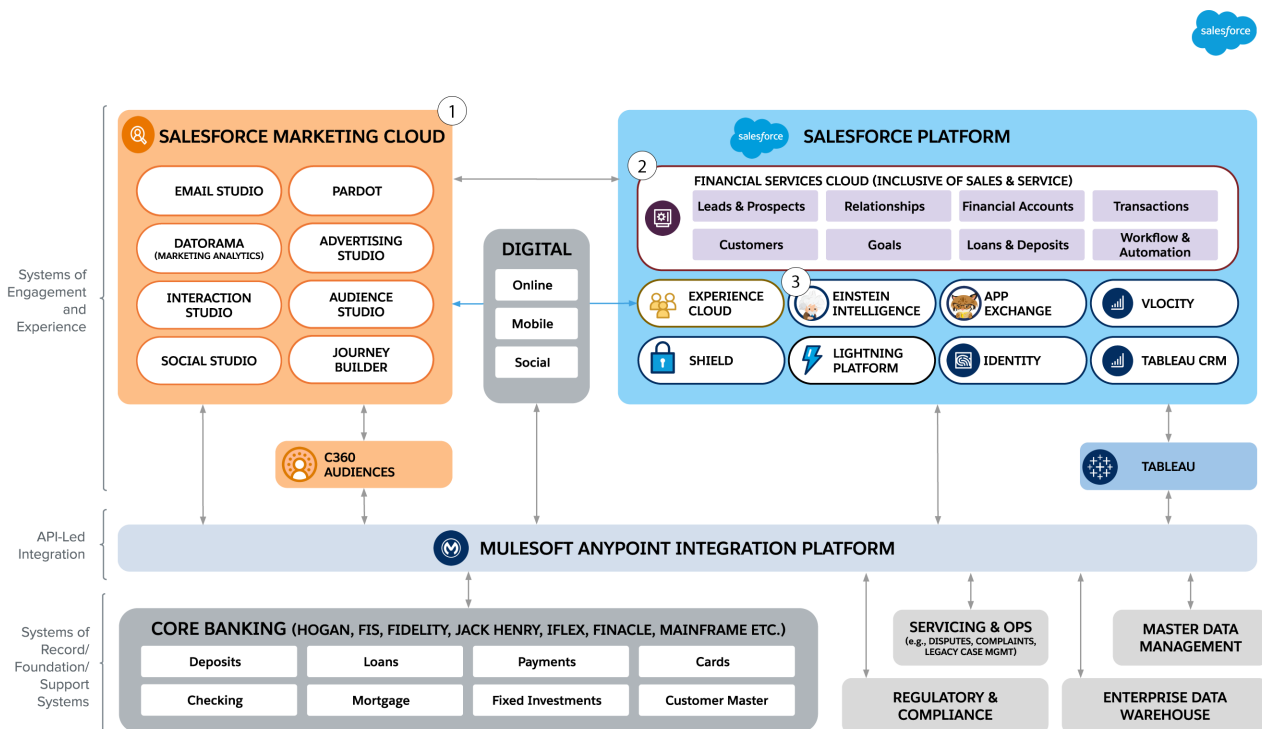 salesforce
1
SALESFORCE MARKETING CLOUD
EMAIL STUDIO
PARDOT
DATORAMA
(MARKETING ANALYTICS)
ADVERTISING
STUDIO
INTERACTION
STUDIO
AUDIENCE
STUDIO
SOCIAL STUDIO
JOURNEY
BUILDER
DIGITAL
Online
Mobile
Social
salesforce
SALESFORCE PLATFORM
2
FINANCIAL SERVICES CLOUD (INCLUSIVE OF SALES & SERVICE)
Leads & Prospects
Relationships
Financial Accounts
Transactions
Customers
Goals
Loans & Deposits
Workflow &
Automation
3
EXPERIENCE
CLOUD
EINSTEIN
INTELLIGENCE
APP
EXCHANGE
VLOCITY
SHIELD
LIGHTNING
PLATFORM
IDENTITY
TABLEAU CRM
Systems of
Engagement
and
Experience
C360
AUDIENCES
TABLEAU
API-Led
Integration
MULESOFT ANYPOINT INTEGRATION PLATFORM
Systems of
Record/
Foundation/
Support
Systems
CORE BANKING (HOGAN, FIS, FIDELITY, JACK HENRY, IFLEX, FINACLE, MAINFRAME ETC.)
Deposits
Loans
Payments
Cards
Checking
Mortgage
Fixed Investments
Customer Master
SERVICING & OPS
(e.g., DISPUTES, COMPLAINTS,
LEGACY CASE MGMT)
MASTER DATA
MANAGEMENT
REGULATORY &
COMPLIANCE
ENTERPRISE DATA
WAREHOUSE